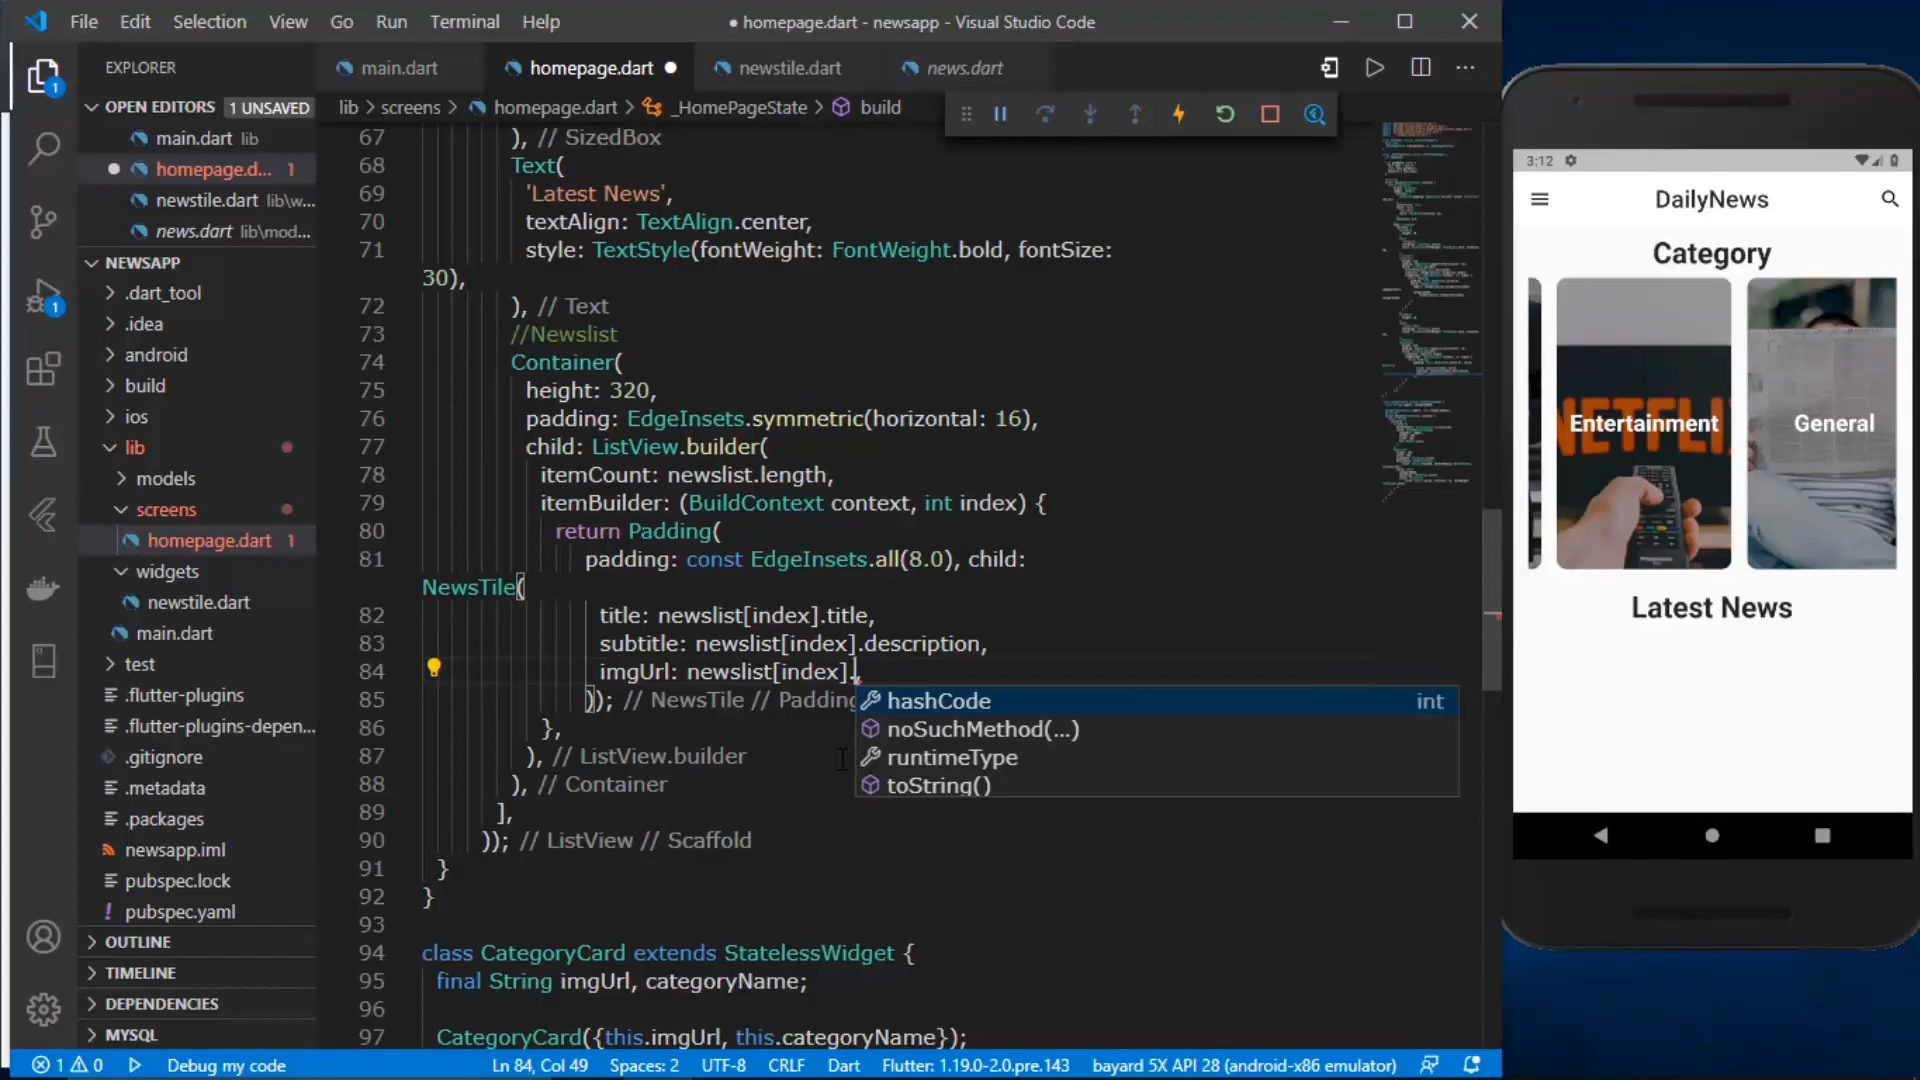 File Edit Selection View Go Run Terminal Help
● homepage.dart - newsapp - Visual Studio Code
EXPLORER
main.dart
homepage.dart
newstile.dart
news.dart
OPEN EDITORS 1 UNSAVED
main.dart lib
homepage.d... 1
newstile.dart lib\w...
news.dart lib\mod...
NEWSAPP
.dart_tool
.idea
android
build
ios
lib
models
screens
homepage.dart 1
widgets
newstile.dart
main.dart
test
.flutter-plugins
.flutter-plugins-depen...
.gitignore
.metadata
.packages
newsapp.iml
pubspec.lock
pubspec.yaml
OUTLINE
TIMELINE
DEPENDENCIES
MYSQL
1
1
lib > screens > homepage.dart > _HomePageState > build
67 ), // SizedBox
68 Text(
69 'Latest News',
70 textAlign: TextAlign.center,
71 style: TextStyle(fontWeight: FontWeight.bold, fontSize:
30),
72 ), // Text
73 //Newslist
74 Container(
75 height: 320,
76 padding: EdgeInsets.symmetric(horizontal: 16),
77 child: ListView.builder(
78 itemCount: newslist.length,
79 itemBuilder: (BuildContext context, int index) {
80 return Padding(
81 padding: const EdgeInsets.all(8.0), child:
NewsTile(
82 title: newslist[index].title,
83 subtitle: newslist[index].description,
84 imgUrl: newslist[index].,
85 )); // NewsTile // Padding
86 },
87 ), // ListView.builder
88 ), // Container
89 ],
90 )); // ListView // Scaffold
91 }
92 }
93
94 class CategoryCard extends StatelessWidget {
95 final String imgUrl, categoryName;
96
97 CategoryCard({this.imgUrl, this.categoryName});
hashCode int
noSuchMethod(...)
runtimeType
toString()
1 0 Debug my code Ln 84, Col 49 Spaces: 2 UTF-8 CRLF Dart Flutter: 1.19.0-2.0.pre.143 bayard 5X API 28 (android-x86 emulator)
3:12
DailyNews
Category
NETFLIX
Entertainment
General
Latest News